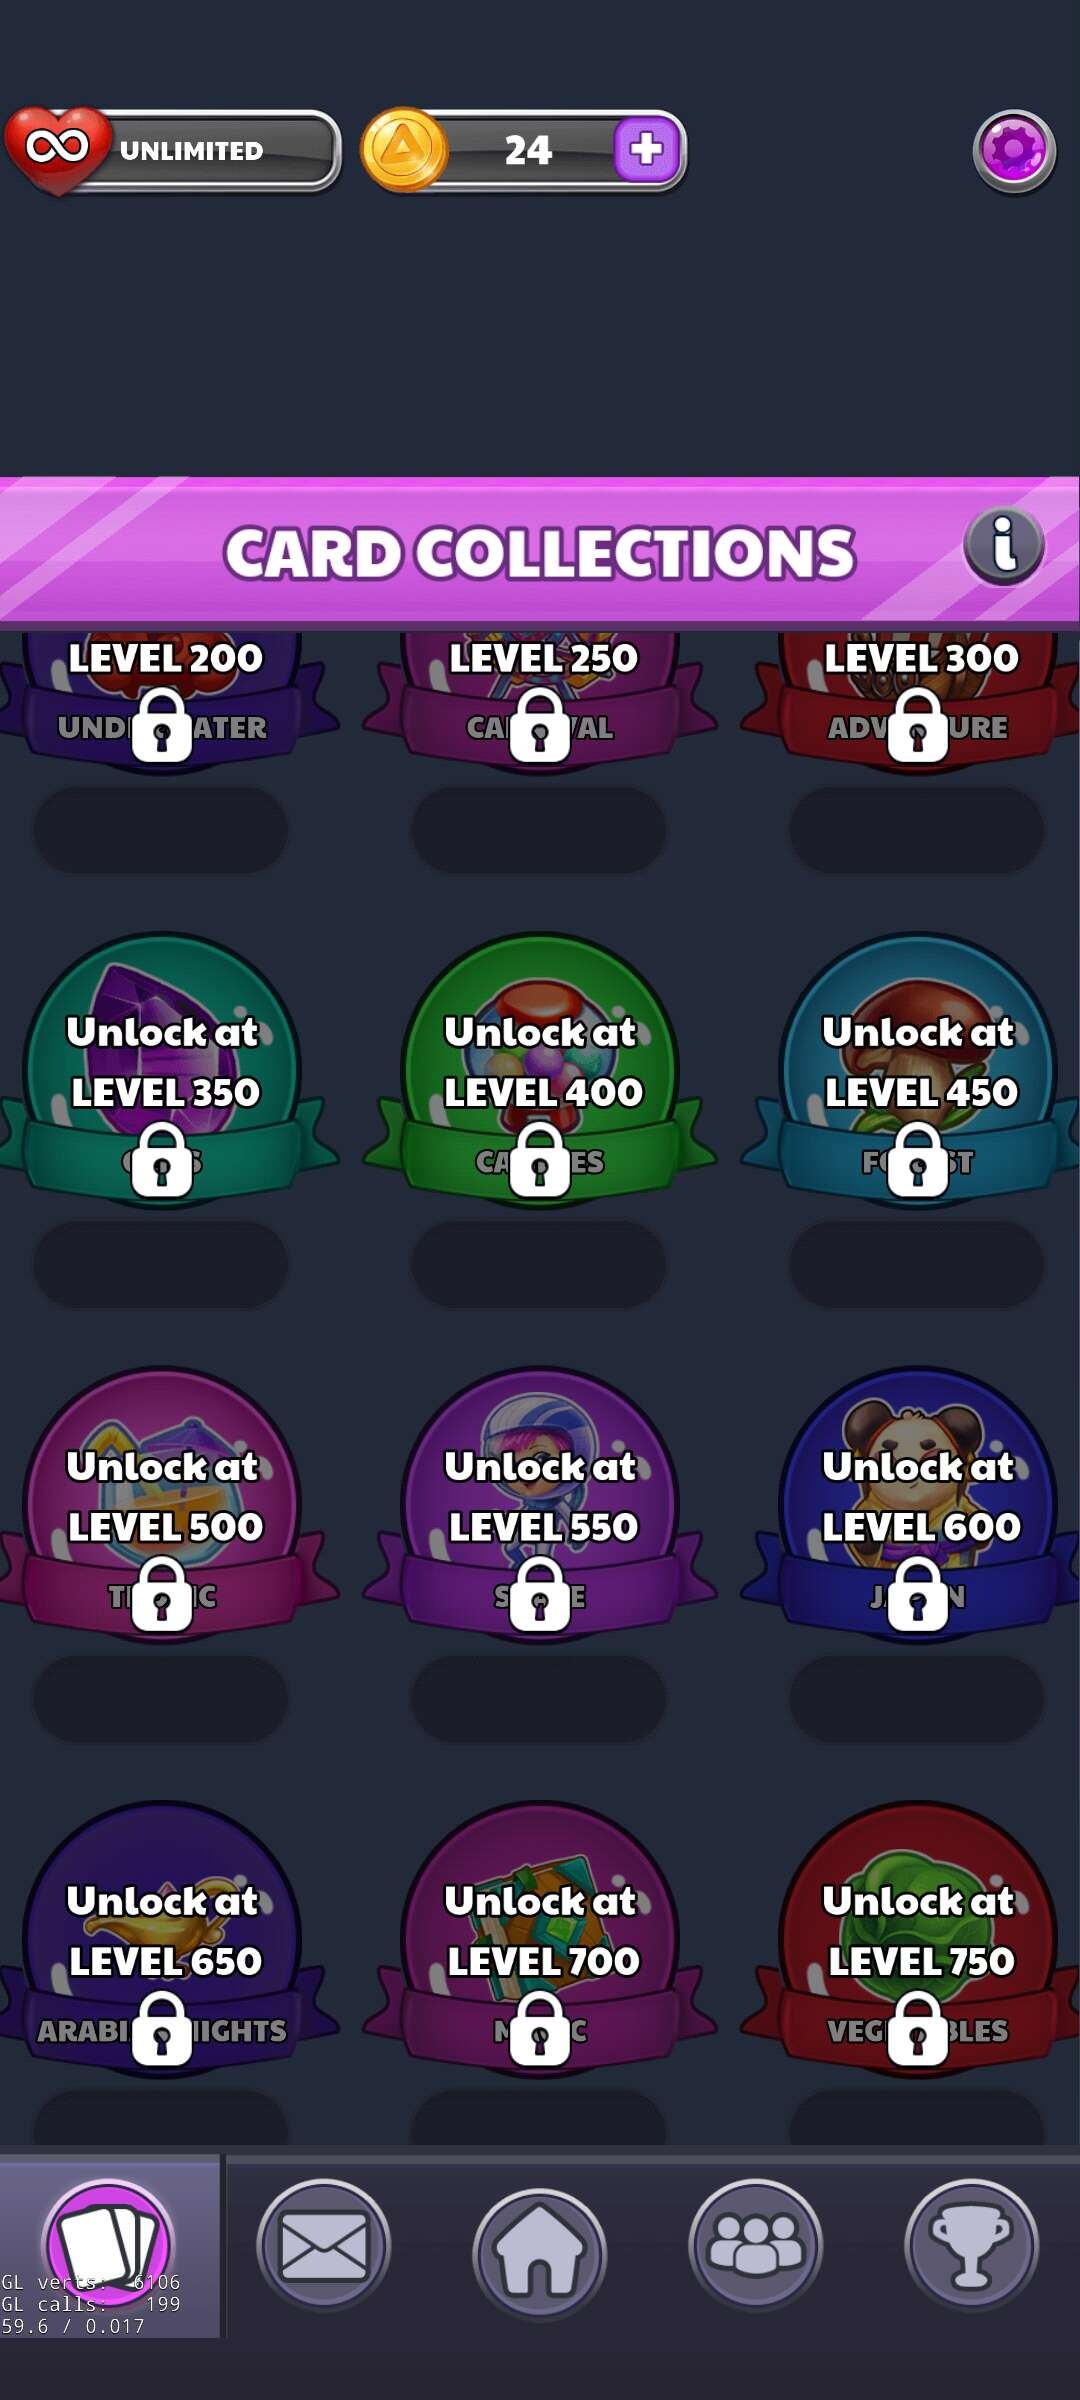 UNLIMITED
24
CARD COLLECTIONS
LEVEL 200
LEVEL 250
LEVEL 300
Unlock at
LEVEL 350
Unlock at
LEVEL 400
Unlock at
LEVEL 450
Unlock at
LEVEL 500
Unlock at
LEVEL 550
Unlock at
LEVEL 600
Unlock at
LEVEL 650
Unlock at
LEVEL 700
Unlock at
LEVEL 750
GL verts: 6106
GL calls: 199
59.6 / 0.017